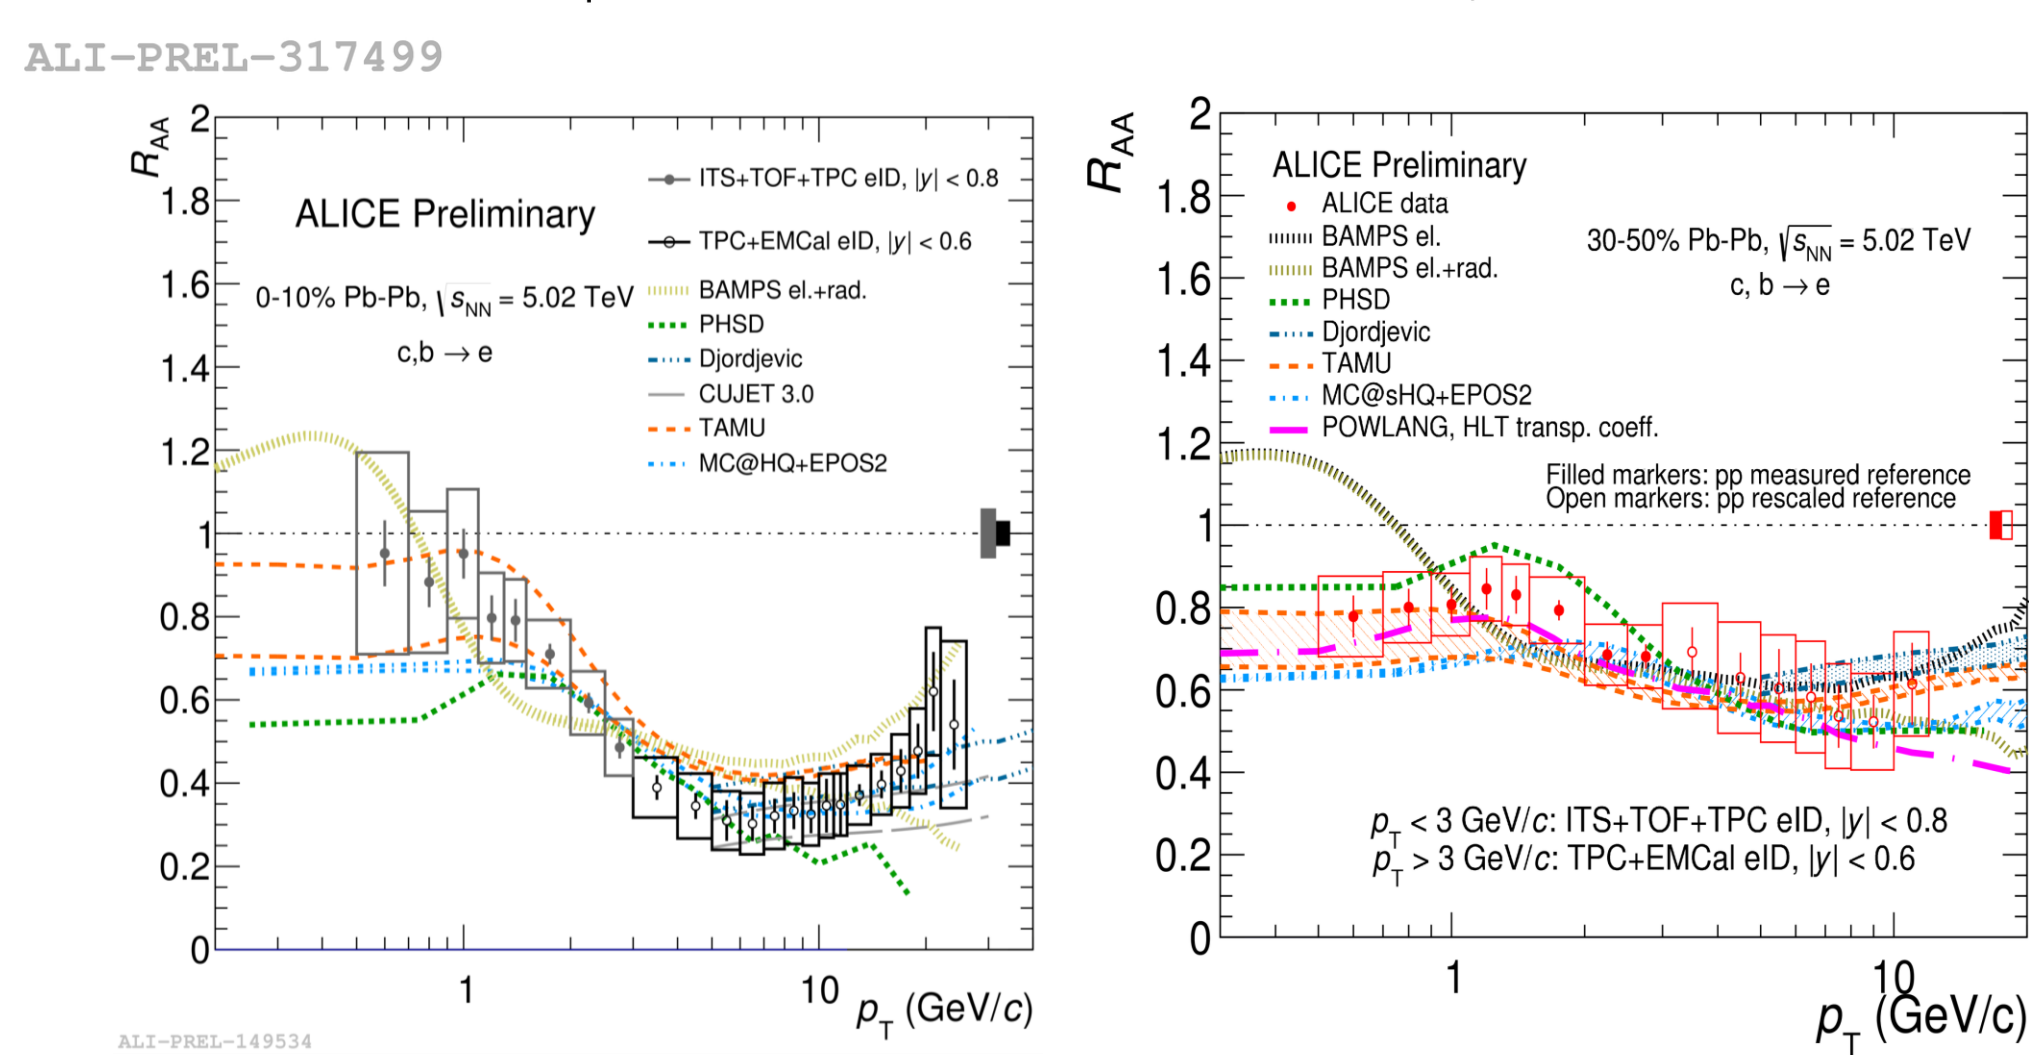 ALI-PREL-317499
R_AA
2
1.8
1.6
1.4
1.2
1
0.8
0.6
0.4
0.2
0
ALICE Preliminary
0-10% Pb-Pb, √s_NN = 5.02 TeV
c,b → e
ITS+TOF+TPC eID, |y| < 0.8
TPC+EMCal eID, |y| < 0.6
BAMPS el.+rad.
PHSD
Djordjevic
CUJET 3.0
TAMU
MC@HQ+EPOS2
1
10
p_T (GeV/c)
ALI-PREL-149534
R_AA
2
1.8
1.6
1.4
1.2
1
0.8
0.6
0.4
0.2
0
ALICE Preliminary
ALICE data
BAMPS el.
BAMPS el.+rad.
PHSD
Djordjevic
TAMU
MC@sHQ+EPOS2
POWLANG, HLT transp. coeff.
30-50% Pb-Pb, √s_NN = 5.02 TeV
c, b → e
Filled markers: pp measured reference
Open markers: pp rescaled reference
p_T < 3 GeV/c: ITS+TOF+TPC eID, |y| < 0.8
p_T > 3 GeV/c: TPC+EMCal eID, |y| < 0.6
1
10
p_T (GeV/c)